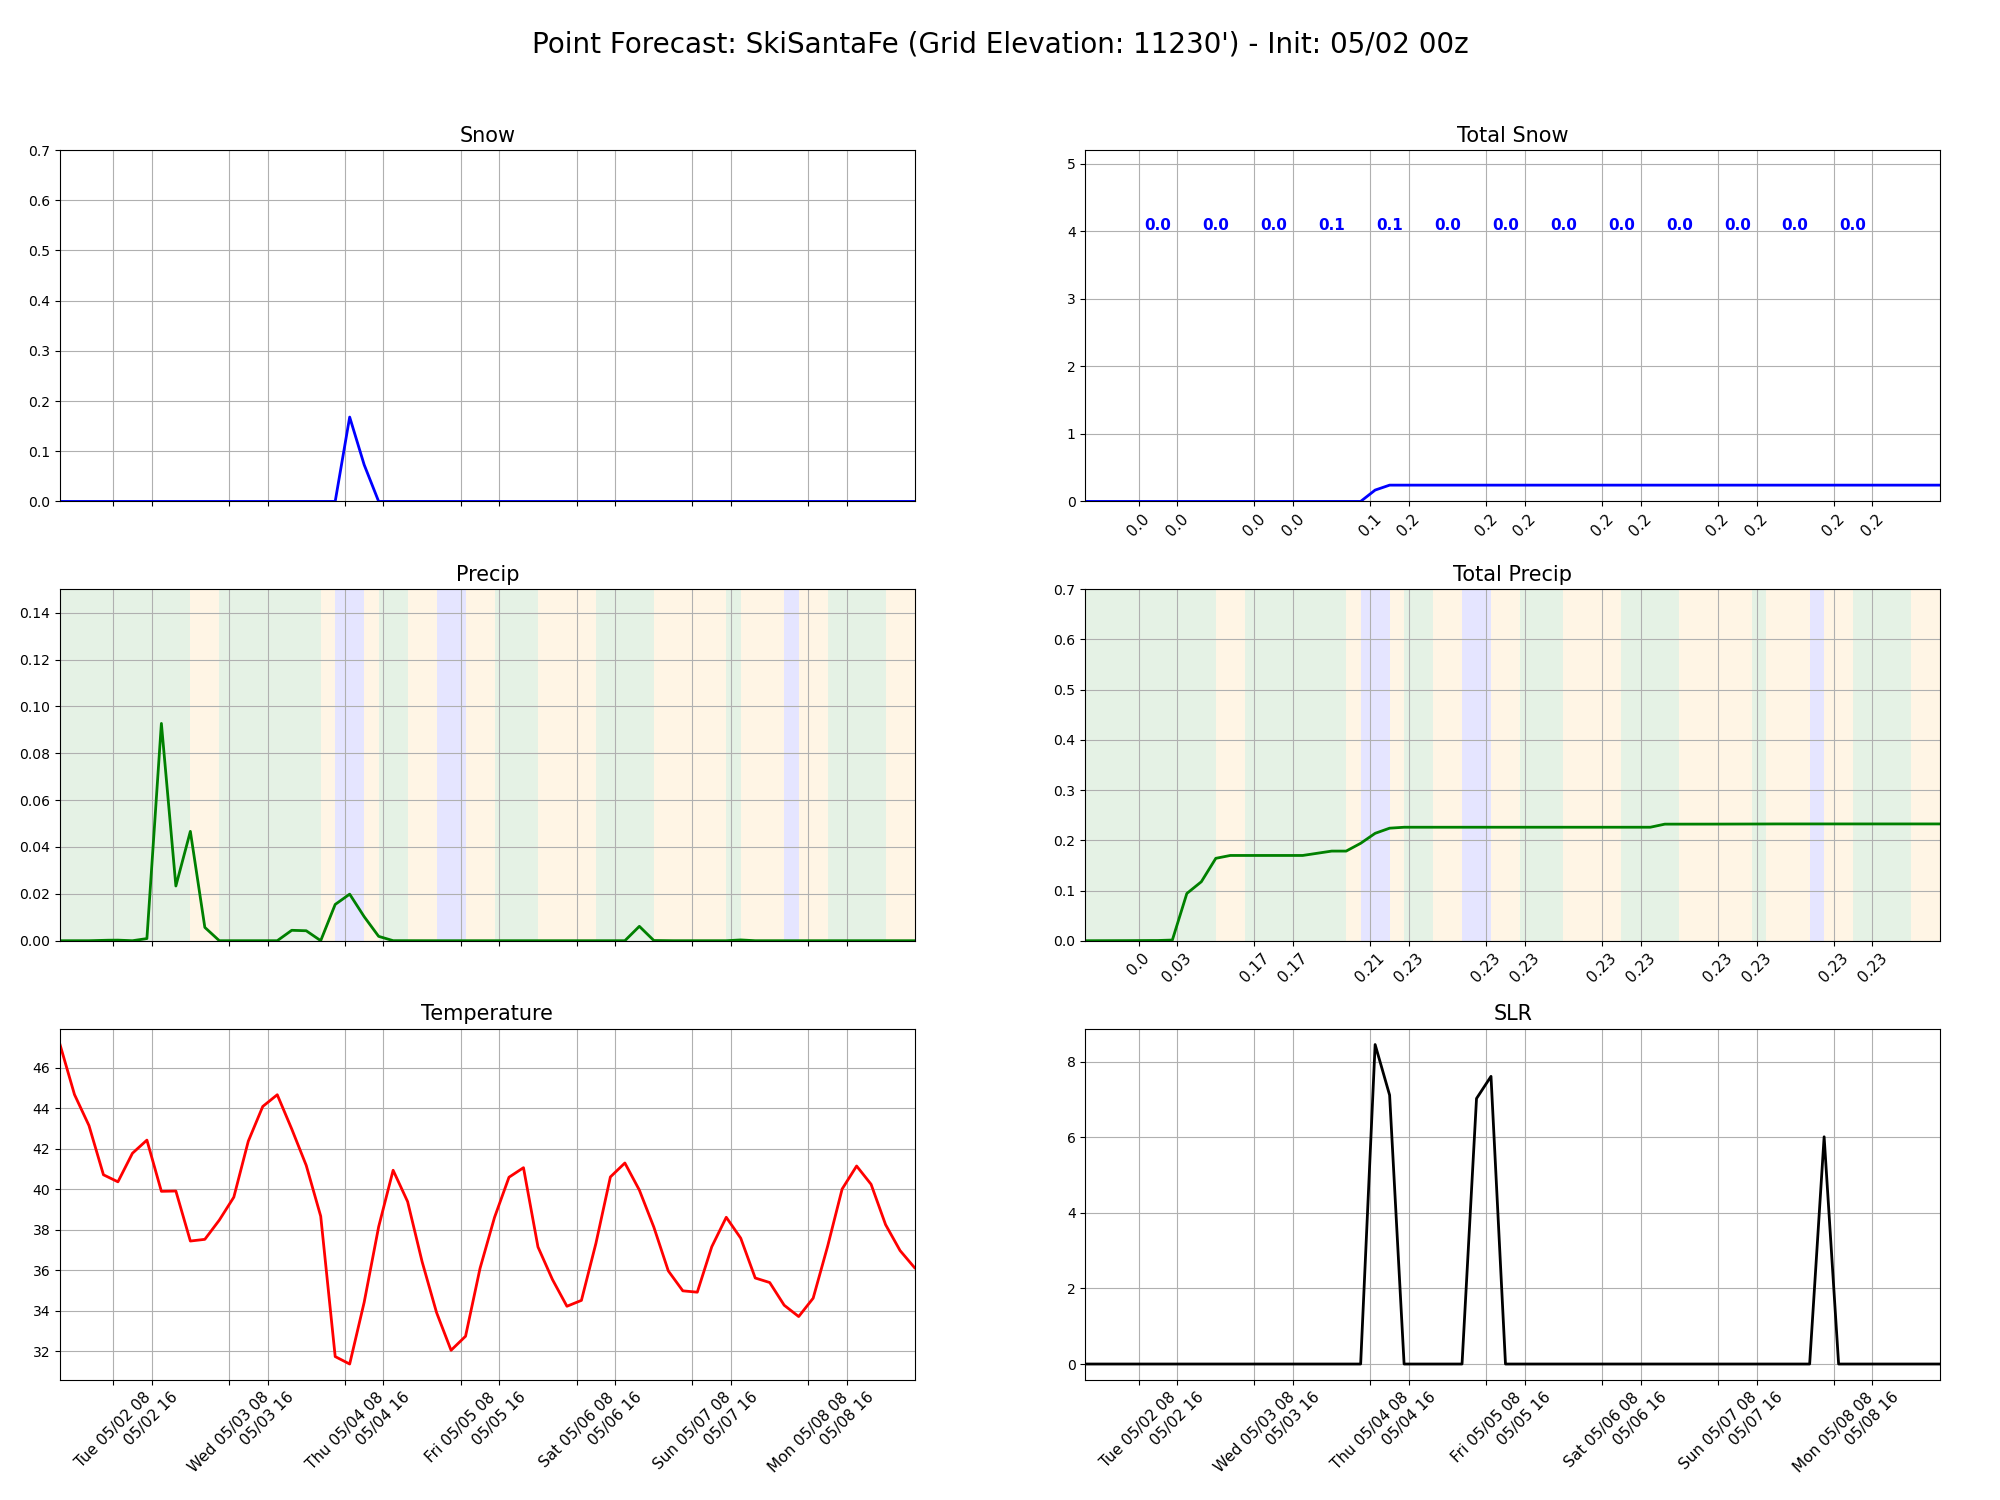 Point Forecast: SkiSantaFe (Grid Elevation: 11230') - Init: 05/02 00z
Snow
0.7
0.6
0.5
0.4
0.3
0.2
0.1
0.0
Total Snow
5
4
3
2
1
0
0.0 0.0 0.0 0.1 0.1 0.0 0.0 0.0 0.0 0.0 0.0 0.0 0.0
0.0 0.0 0.0 0.0 0.1 0.2 0.2 0.2 0.2 0.2 0.2 0.2 0.2 0.2
Precip
0.14
0.12
0.10
0.08
0.06
0.04
0.02
0.00
Total Precip
0.7
0.6
0.5
0.4
0.3
0.2
0.1
0.0
0.0 0.03 0.17 0.17 0.21 0.23 0.23 0.23 0.23 0.23 0.23 0.23 0.23 0.23
Temperature
46
44
42
40
38
36
34
32
Tue 05/02 08
05/02 16
Wed 05/03 08
05/03 16
Thu 05/04 08
05/04 16
Fri 05/05 08
05/05 16
Sat 05/06 08
05/06 16
Sun 05/07 08
05/07 16
Mon 05/08 08
05/08 16
SLR
8
6
4
2
0
Tue 05/02 08
05/02 16
Wed 05/03 08
05/03 16
Thu 05/04 08
05/04 16
Fri 05/05 08
05/05 16
Sat 05/06 08
05/06 16
Sun 05/07 08
05/07 16
Mon 05/08 08
05/08 16